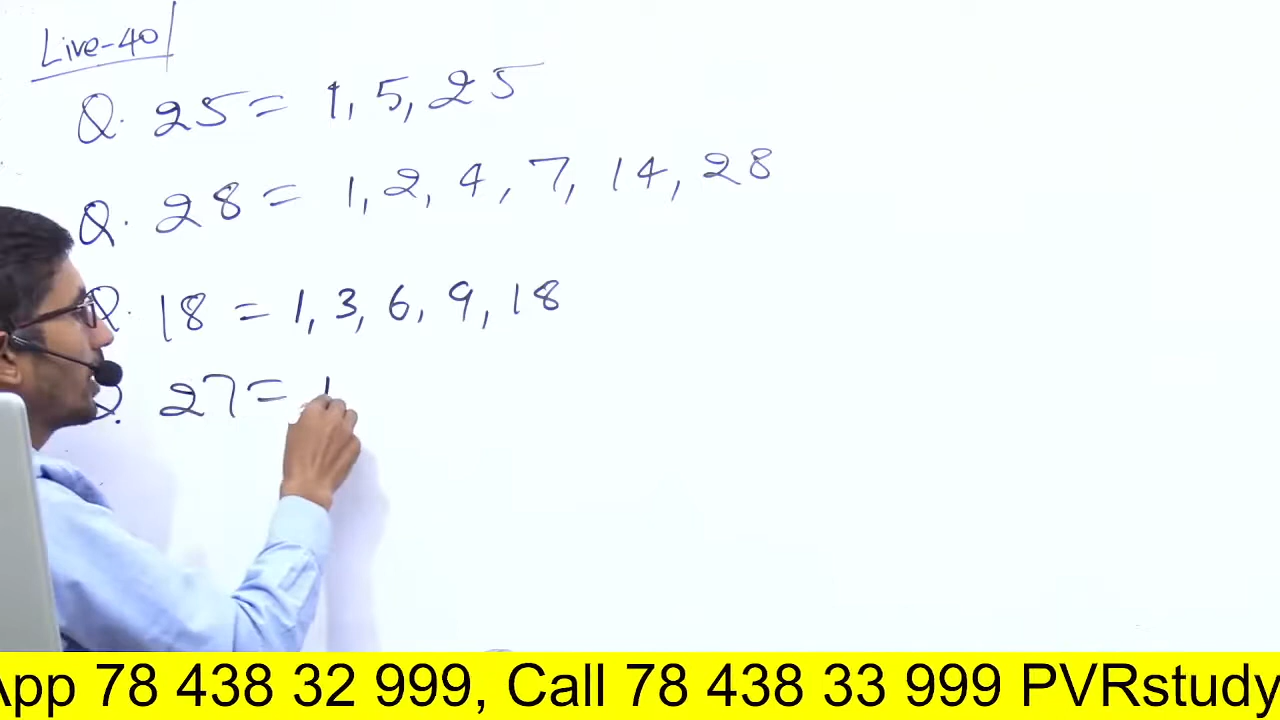 Live-40
Q. 25 = 1, 5, 25
Q. 28 = 1, 2, 4, 7, 14, 28
Q. 18 = 1, 3, 6, 9, 18
Q. 27 = 1
App 78 438 32 999, Call 78 438 33 999 PVRstudy